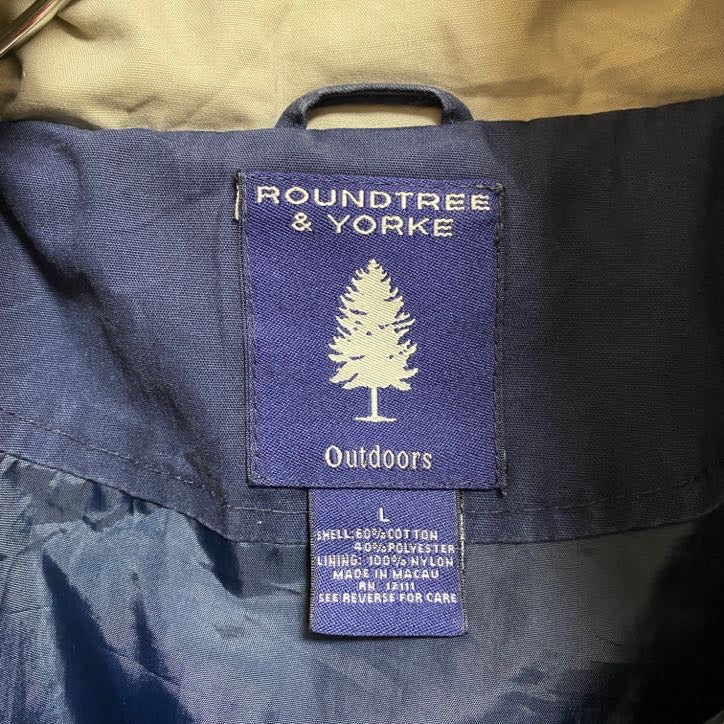 ROUNDTREE
& YORKE
Outdoors
L
SHELL: 60% COTTON
40% POLYESTER
LINING: 100% NYLON
MADE IN MACAU
RN 12111
SEE REVERSE FOR CARE